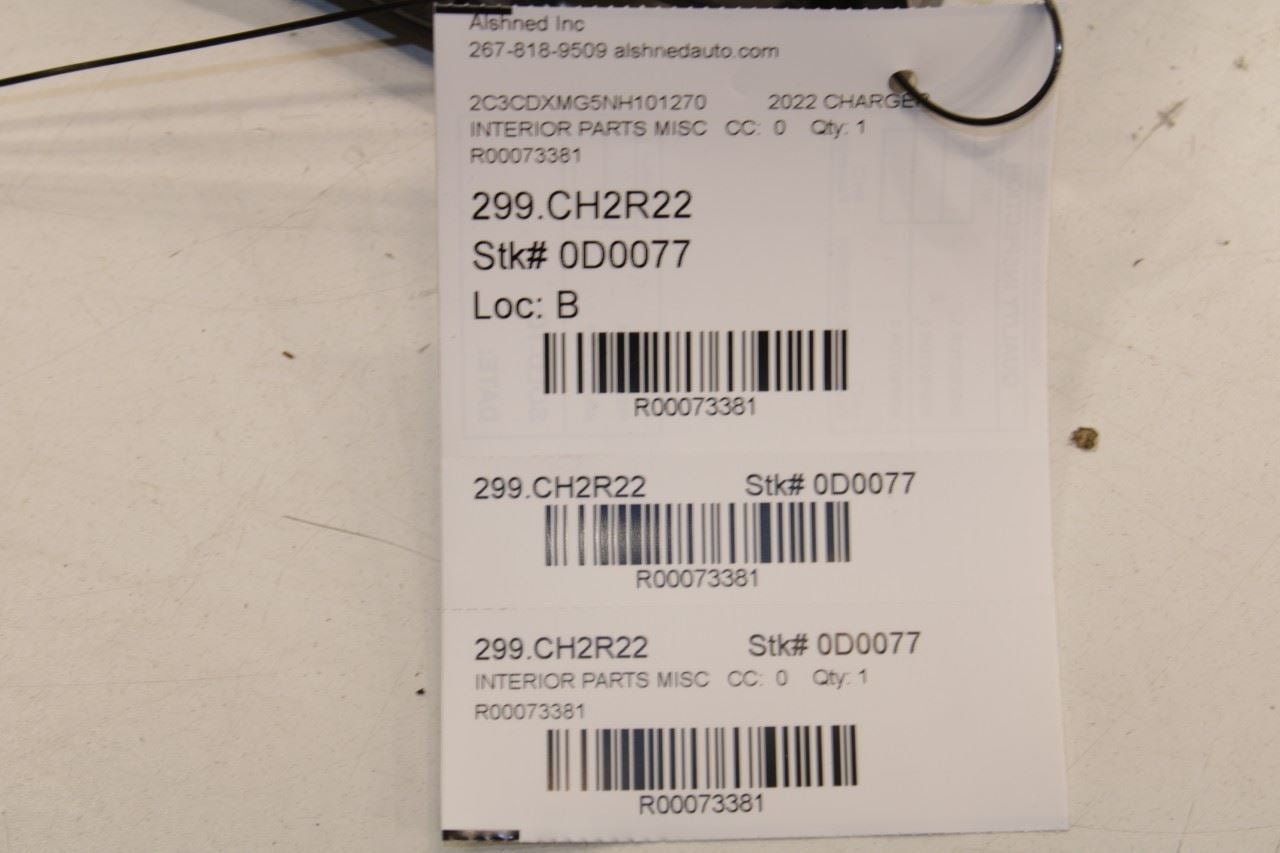 Alshned Inc
267-818-9509 alshnedauto.com
2C3CDXMG5NH101270 2022 CHARGER
INTERIOR PARTS MISC CC: 0 Qty: 1
R00073381
299.CH2R22
Stk# 0D0077
Loc: B
R00073381
299.CH2R22 Stk# 0D0077
R00073381
299.CH2R22 Stk# 0D0077
INTERIOR PARTS MISC CC: 0 Qty: 1
R00073381
R00073381